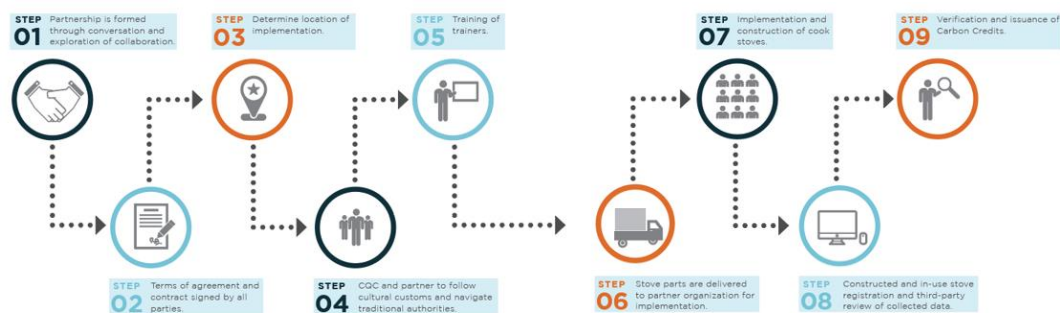 STEP 01 Partnership is formed
through conversation and
exploration of collaboration.
STEP 02 Terms of agreement and
contract signed by all
parties.
STEP 03 Determine location of
implementation.
STEP 04 CQC and partner to follow
cultural customs and navigate
traditional authorities.
STEP 05 Training of
trainers.
STEP 06 Stove parts are delivered
to partner organization for
implementation.
STEP 07 Implementation and
construction of cook
stoves.
STEP 08 Constructed and in-use stove
registration and third-party
review of collected data.
STEP 09 Verification and issuance of
Carbon Credits.